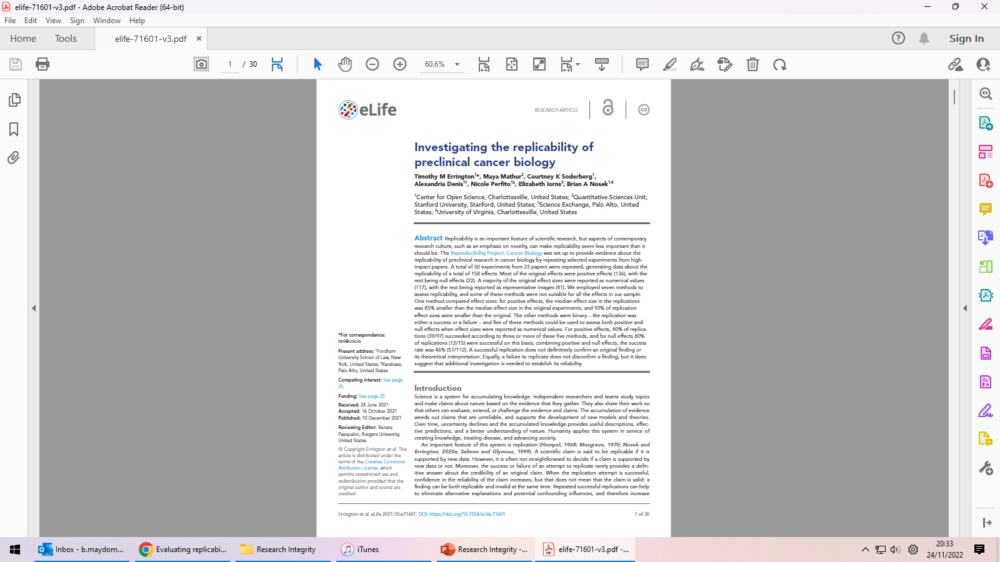 elife-71601-v3.pdf - Adobe Acrobat Reader (64-bit)
File Edit View Sign Window Help
Home Tools elife-71601-v3.pdf × Sign In
1 / 30 60.6%
eLife RESEARCH ARTICLE cc
Investigating the replicability of
preclinical cancer biology
Timothy M Errington1*, Maya Mathur2, Courtney K Soderberg1,
Alexandria Denis1†, Nicole Perfito1‡, Elizabeth Iorns3, Brian A Nosek1,4
1Center for Open Science, Charlottesville, United States; 2Quantitative Sciences Unit,
Stanford University, Stanford, United States; 3Science Exchange, Palo Alto, United
States; 4University of Virginia, Charlottesville, United States
Abstract Replicability is an important feature of scientific research, but aspects of contemporary
research culture, such as an emphasis on novelty, can make replicability seem less important than it
should be. The Reproducibility Project: Cancer Biology was set up to provide evidence about the
replicability of preclinical research in cancer biology by repeating selected experiments from high-
impact papers. A total of 50 experiments from 23 papers were repeated, generating data about the
replicability of a total of 158 effects. Most of the original effects were positive effects (136), with the
rest being null effects (22). A majority of the original effect sizes were reported as numerical values
(117), with the rest being reported as representative images (41). We employed seven methods to
assess replicability, and some of these methods were not suitable for all the effects in our sample.
One method compared effect sizes: for positive effects, the median effect size in the replications
was 85% smaller than the median effect size in the original experiments, and 92% of replication
effect sizes were smaller than the original. The other methods were binary – the replication was
either a success or a failure – and five of these methods could be used to assess both positive and
null effects when effect sizes were reported as numerical values. For positive effects, 40% of replica-
tions (39/97) succeeded according to three or more of these five methods, and for null effects 80%
of replications (12/15) were successful on this basis; combining positive and null effects, the success
rate was 46% (51/112). A successful replication does not definitively confirm an original finding or
its theoretical interpretation. Equally, a failure to replicate does not disconfirm a finding, but it does
suggest that additional investigation is needed to establish its reliability.
*For correspondence:
tim@cos.io
Present address: †Fordham
University School of Law, New
York, United States; ‡Rarebase,
Palo Alto, United States
Competing interest: See page
25
Funding: See page 25
Received: 24 June 2021
Accepted: 16 October 2021
Published: 10 December 2021
Reviewing Editor: Renata
Pasqualini, Rutgers University,
United States
Copyright Errington et al. This
article is distributed under the
terms of the Creative Commons
Attribution License, which
permits unrestricted use and
redistribution provided that the
original author and source are
credited.
Introduction
Science is a system for accumulating knowledge. Independent researchers and teams study topics
and make claims about nature based on the evidence that they gather. They also share their work so
that others can evaluate, extend, or challenge the evidence and claims. The accumulation of evidence
weeds out claims that are unreliable, and supports the development of new models and theories.
Over time, uncertainty declines and the accumulated knowledge provides useful descriptions, effec-
tive predictions, and a better understanding of nature. Humanity applies this system in service of
creating knowledge, treating disease, and advancing society.
An important feature of this system is replication (Hempel, 1968; Musgrave, 1970; Nosek and
Errington, 2020a; Salmon and Glymour, 1999). A scientific claim is said to be replicable if it is
supported by new data. However, it is often not straightforward to decide if a claim is supported by
new data or not. Moreover, the success or failure of an attempt to replicate rarely provides a defin-
itive answer about the credibility of an original claim. When the replication attempt is successful,
confidence in the reliability of the claim increases, but that does not mean that the claim is valid: a
finding can be both replicable and invalid at the same time. Repeated successful replications can help
to eliminate alternative explanations and potential confounding influences, and therefore increase
Errington et al. eLife 2021;10:e71601. DOI: https://doi.org/10.7554/eLife.71601 1 of 30
Inbox - b.maydom... Evaluating replicabi... Research Integrity iTunes Research Integrity -... elife-71601-v3.pdf -... 20:33
24/11/2022